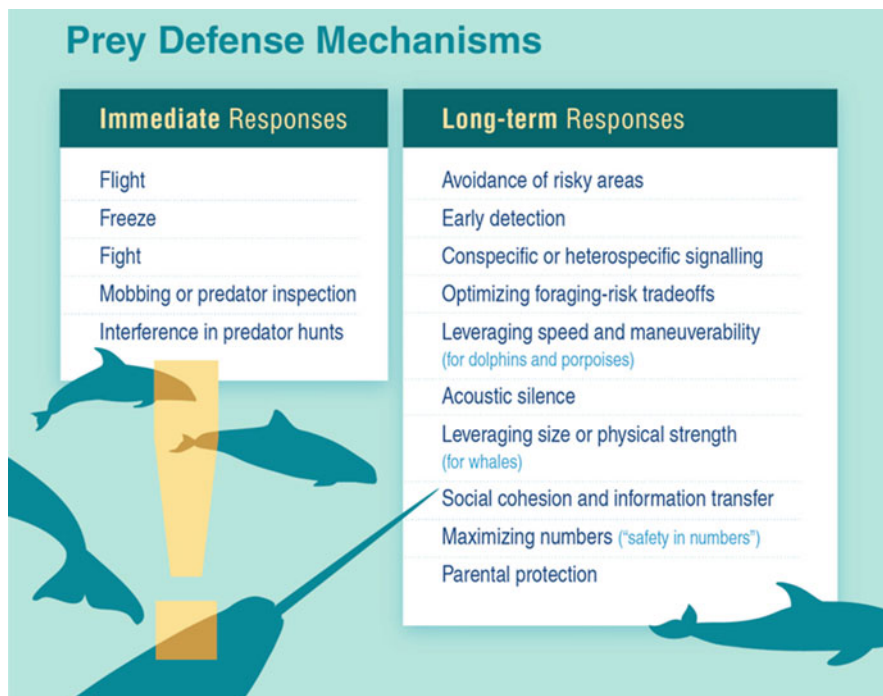 Prey Defense Mechanisms
Immediate Responses
Flight
Freeze
Fight
Mobbing or predator inspection
Interference in predator hunts
!
Long-term Responses
Avoidance of risky areas
Early detection
Conspecific or heterospecific signalling
Optimizing foraging-risk tradeoffs
Leveraging speed and maneuverability
(for dolphins and porpoises)
Acoustic silence
Leveraging size or physical strength
(for whales)
Social cohesion and information transfer
Maximizing numbers (“safety in numbers”)
Parental protection